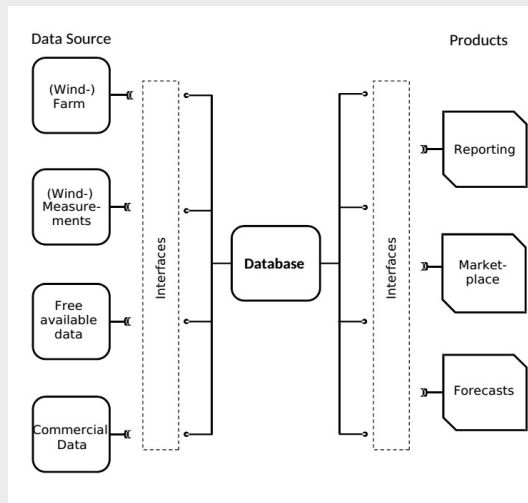 Data Source
Products
(Wind-)
Farm
(Wind-)
Measure-
ments
Free
available
data
Commercial
Data
Interfaces
Database
Interfaces
Reporting
Market-
place
Forecasts